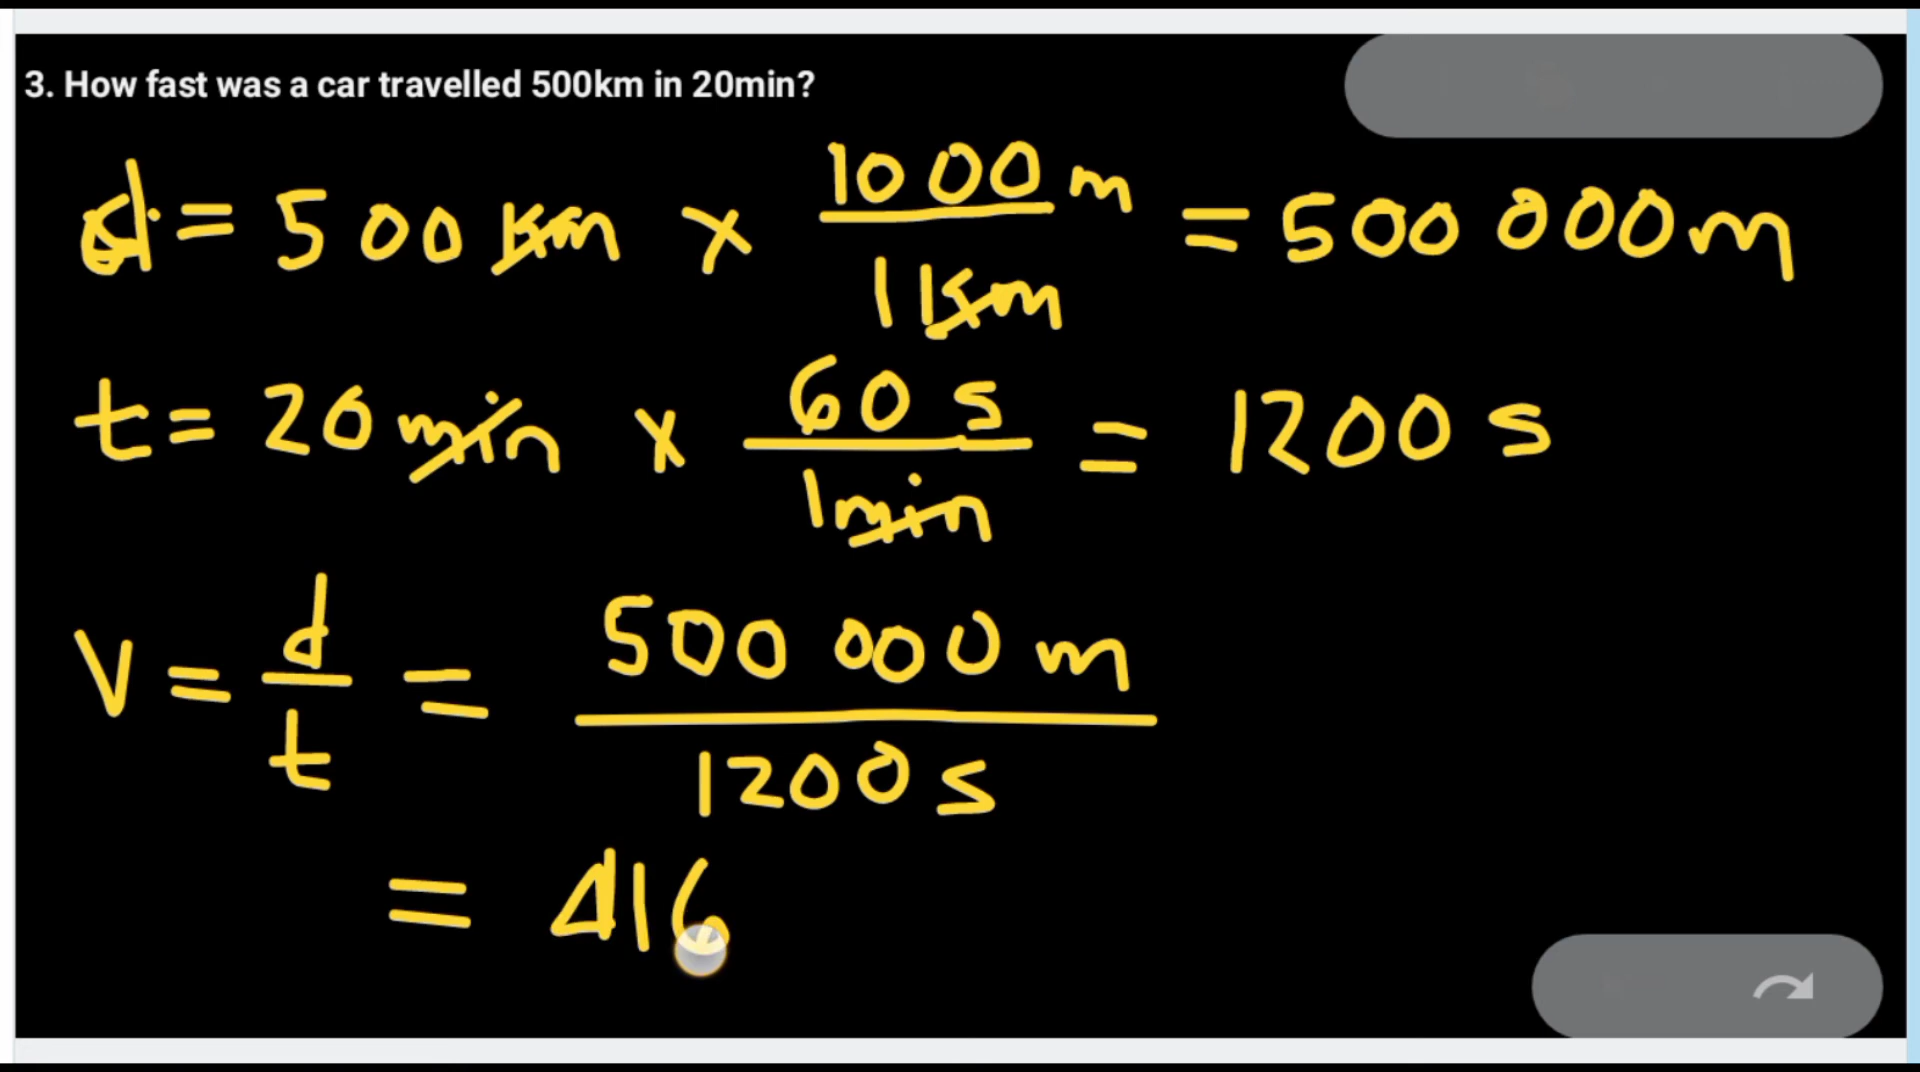 3. How fast was a car travelled 500km in 20min?
d = 500 km x 1000 m / 1 km = 500 000 m
t = 20 min x 60 s / 1 min = 1200 s
V = d / t = 500 000 m / 1200 s
= 416